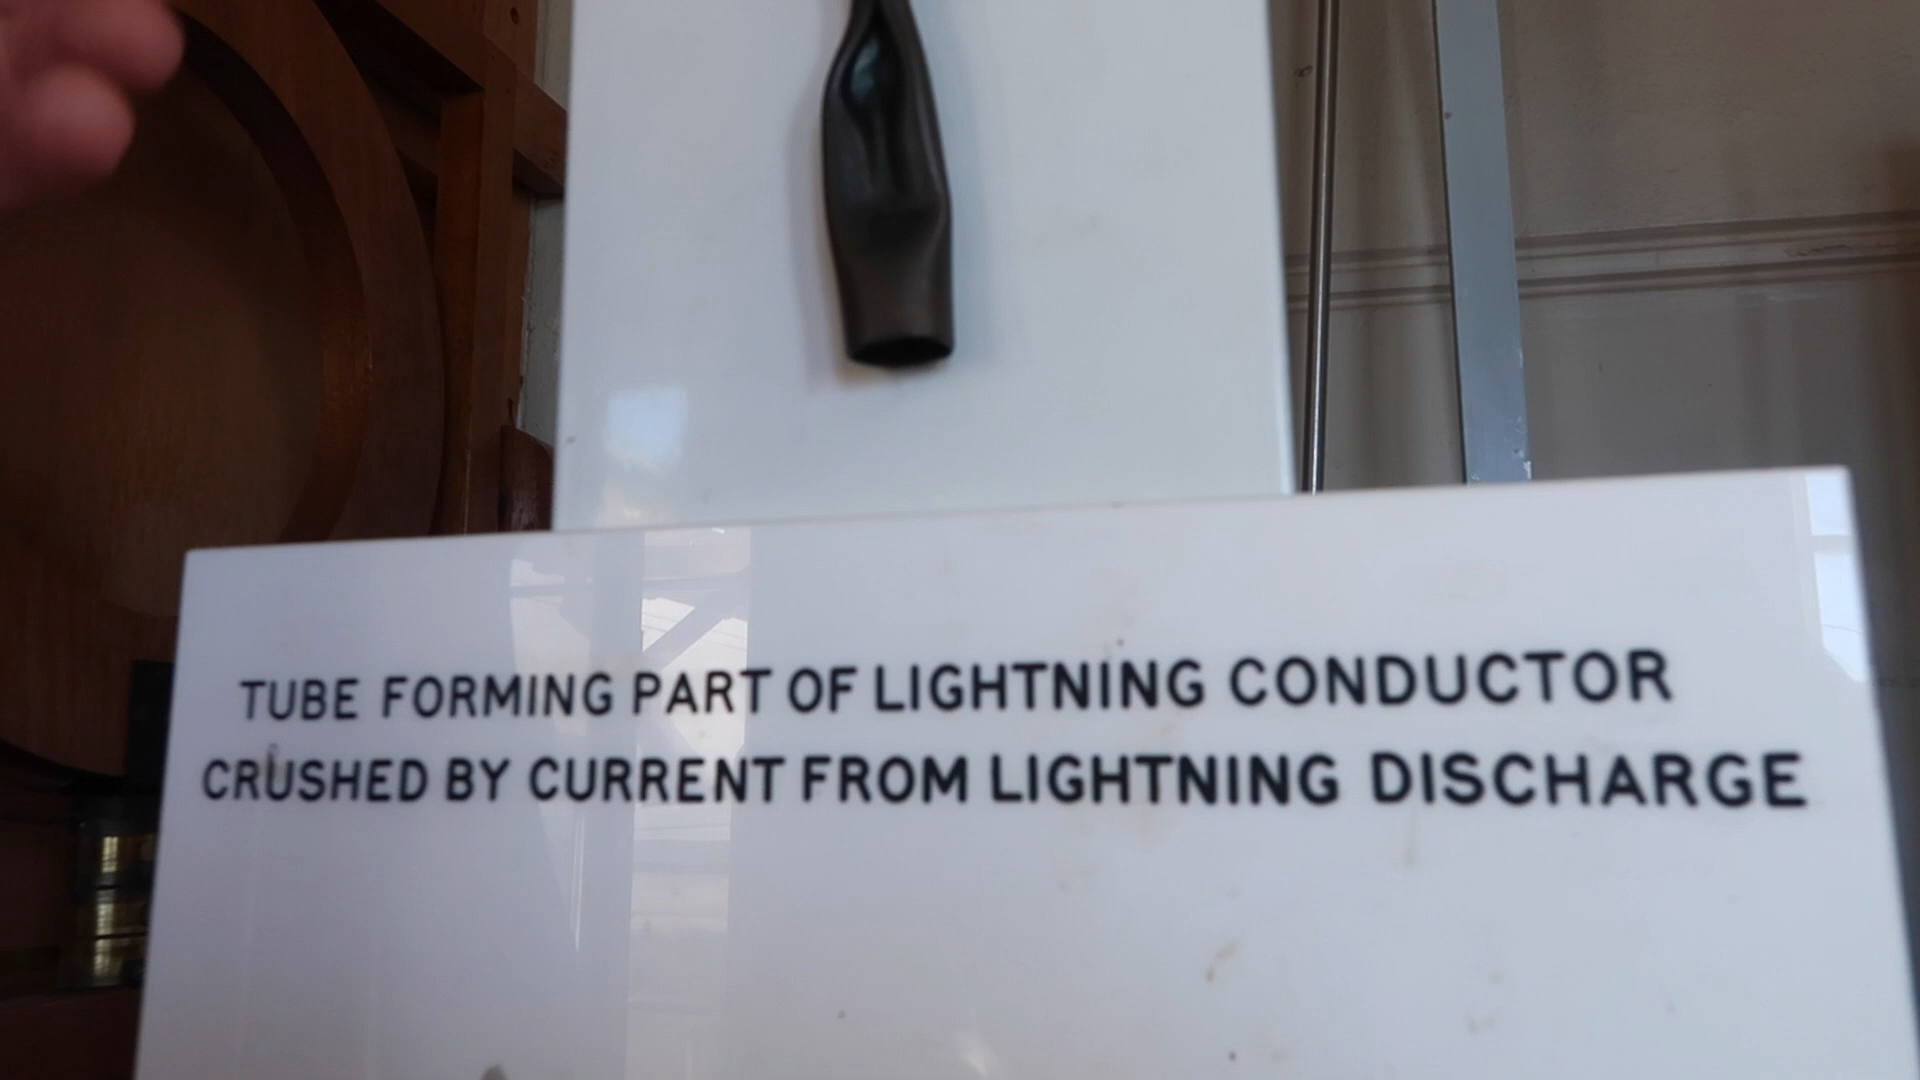 TUBE FORMING PART OF LIGHTNING CONDUCTOR
CRUSHED BY CURRENT FROM LIGHTNING DISCHARGE